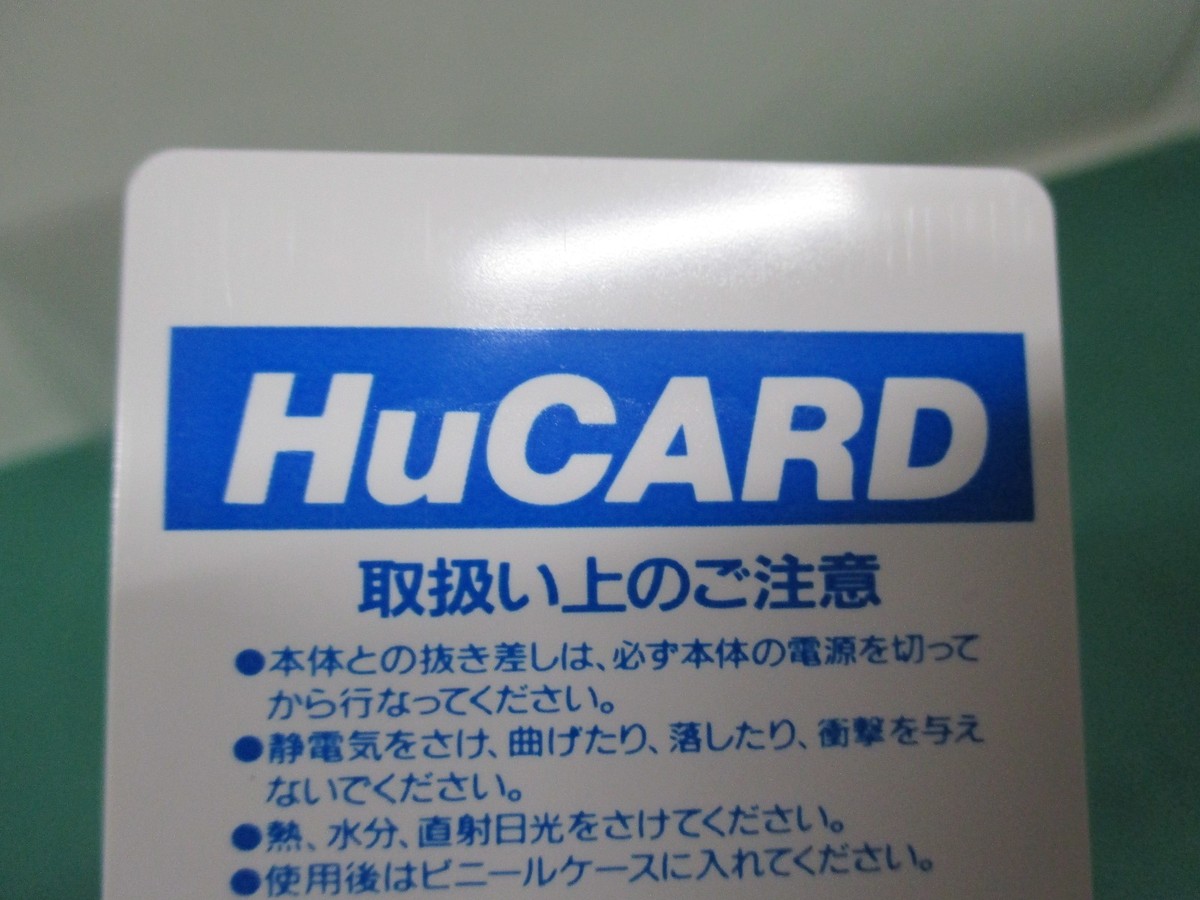 HuCARD
取扱い上のご注意
●本体との抜き差しは、必ず本体の電源を切って
から行なってください。
●静電気をさけ、曲げたり、落したり、衝撃を与え
ないでください。
●熱、水分、直射日光をさけてください。
●使用後はビニールケースに入れてください。